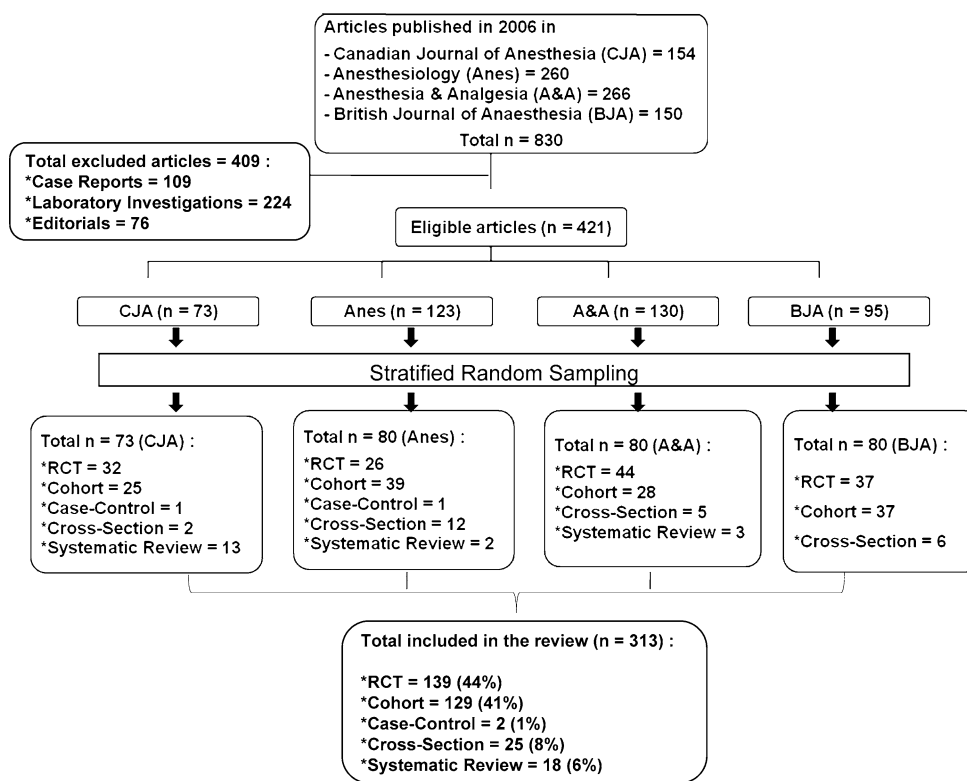 Articles published in 2006 in
- Canadian Journal of Anesthesia (CJA) = 154
- Anesthesiology (Anes) = 260
- Anesthesia & Analgesia (A&A) = 266
- British Journal of Anaesthesia (BJA) = 150
Total n = 830
Total excluded articles = 409 :
*Case Reports = 109
*Laboratory Investigations = 224
*Editorials = 76
Eligible articles (n = 421)
CJA (n = 73)
Anes (n = 123)
A&A (n = 130)
BJA (n = 95)
Stratified Random Sampling
Total n = 73 (CJA) :
*RCT = 32
*Cohort = 25
*Case-Control = 1
*Cross-Section = 2
*Systematic Review = 13
Total n = 80 (Anes) :
*RCT = 26
*Cohort = 39
*Case-Control = 1
*Cross-Section = 12
*Systematic Review = 2
Total n = 80 (A&A) :
*RCT = 44
*Cohort = 28
*Cross-Section = 5
*Systematic Review = 3
Total n = 80 (BJA) :
*RCT = 37
*Cohort = 37
*Cross-Section = 6
Total included in the review (n = 313) :
*RCT = 139 (44%)
*Cohort = 129 (41%)
*Case-Control = 2 (1%)
*Cross-Section = 25 (8%)
*Systematic Review = 18 (6%)